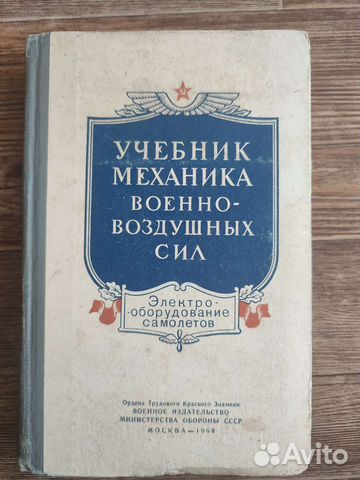 УЧЕБНИК
МЕХАНИКА
ВОЕННО-
ВОЗДУШНЫХ
СИЛ
Электро-
-оборудование
самолетов
Ордена Трудового Красного Знамени
ВОЕННОЕ ИЗДАТЕЛЬСТВО
МИНИСТЕРСТВА ОБОРОНЫ СССР
МОСКВА — 1968
Avito